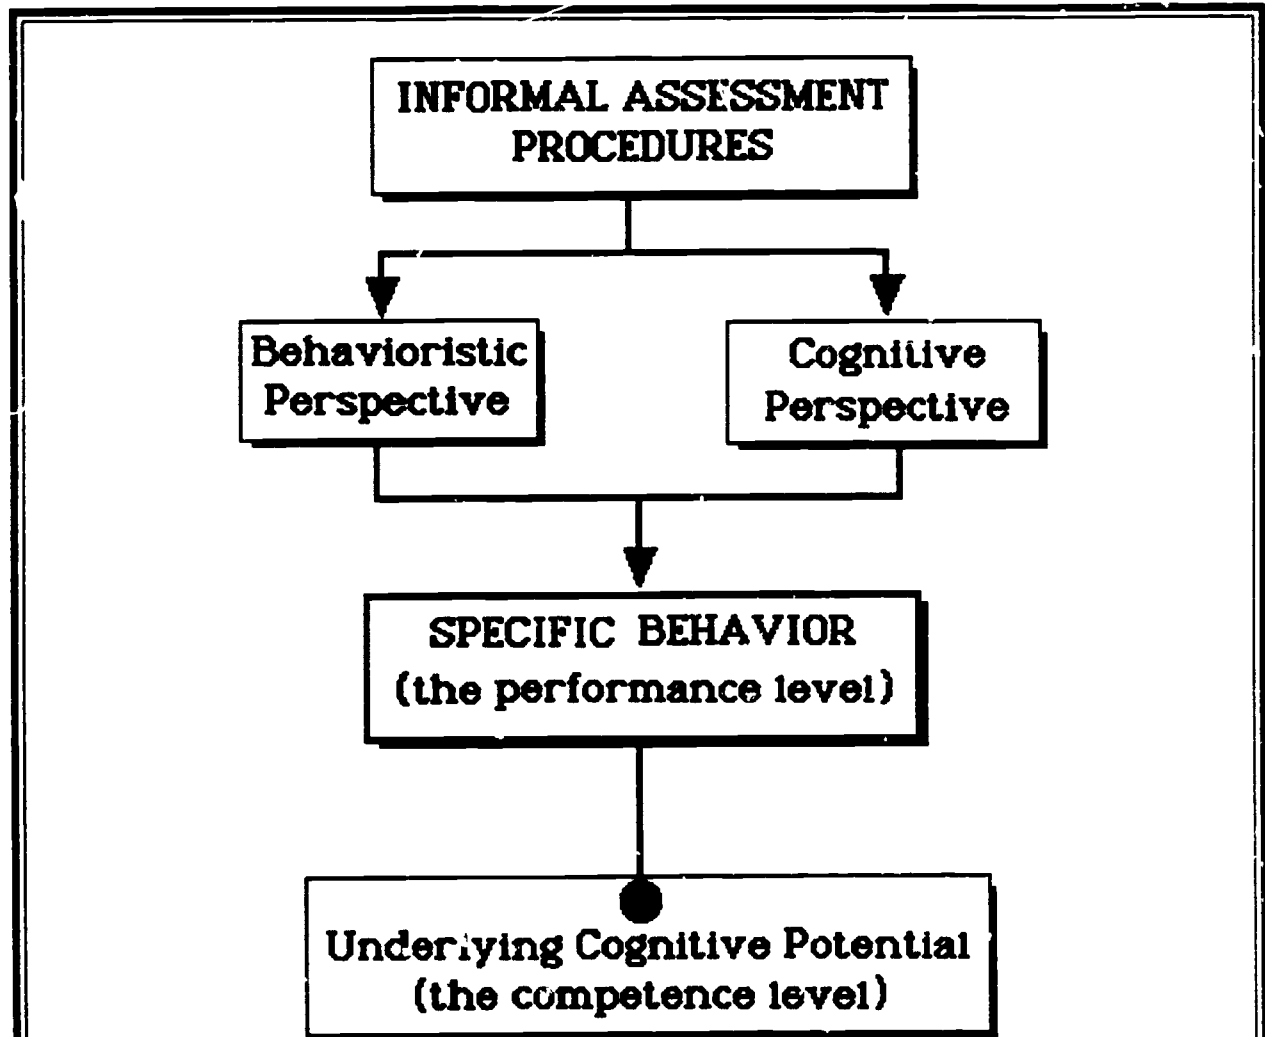 INFORMAL ASSESSMENT
PROCEDURES
Behavioristic
Perspective
Cognitive
Perspective
SPECIFIC BEHAVIOR
(the performance level)
Underlying Cognitive Potential
(the competence level)